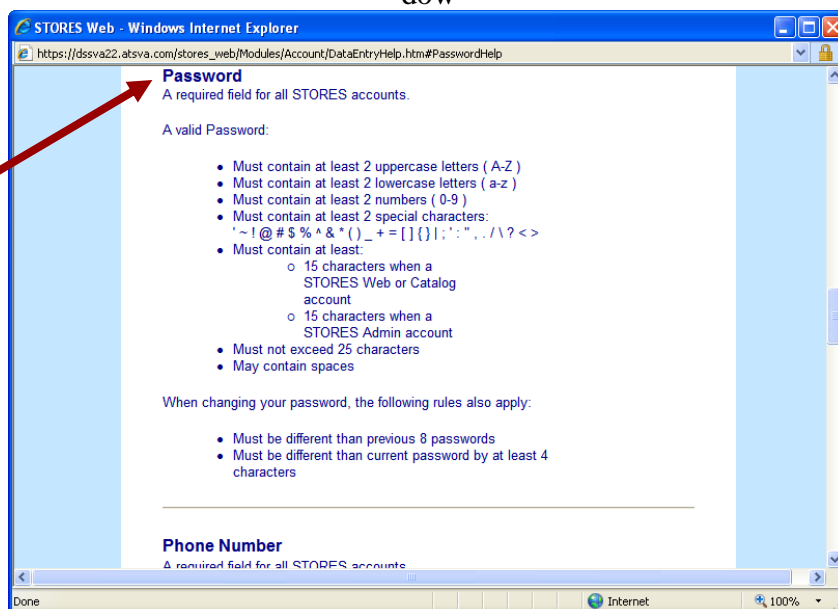 dow
STORES Web - Windows Internet Explorer
https://dssva22.atsva.com/stores_web/Modules/Account/DataEntryHelp.htm#PasswordHelp
Password
A required field for all STORES accounts.
A valid Password:
• Must contain at least 2 uppercase letters ( A-Z )
• Must contain at least 2 lowercase letters ( a-z )
• Must contain at least 2 numbers ( 0-9 )
• Must contain at least 2 special characters:
' ~ ! @ # $ % ^ & * ( ) _ + = [ ] { } | ; ' : " , . / \ ? < >
• Must contain at least:
o 15 characters when a
STORES Web or Catalog
account
o 15 characters when a
STORES Admin account
• Must not exceed 25 characters
• May contain spaces
When changing your password, the following rules also apply:
• Must be different than previous 8 passwords
• Must be different than current password by at least 4
characters
Phone Number
A required field for all STORES accounts
Done Internet 100%